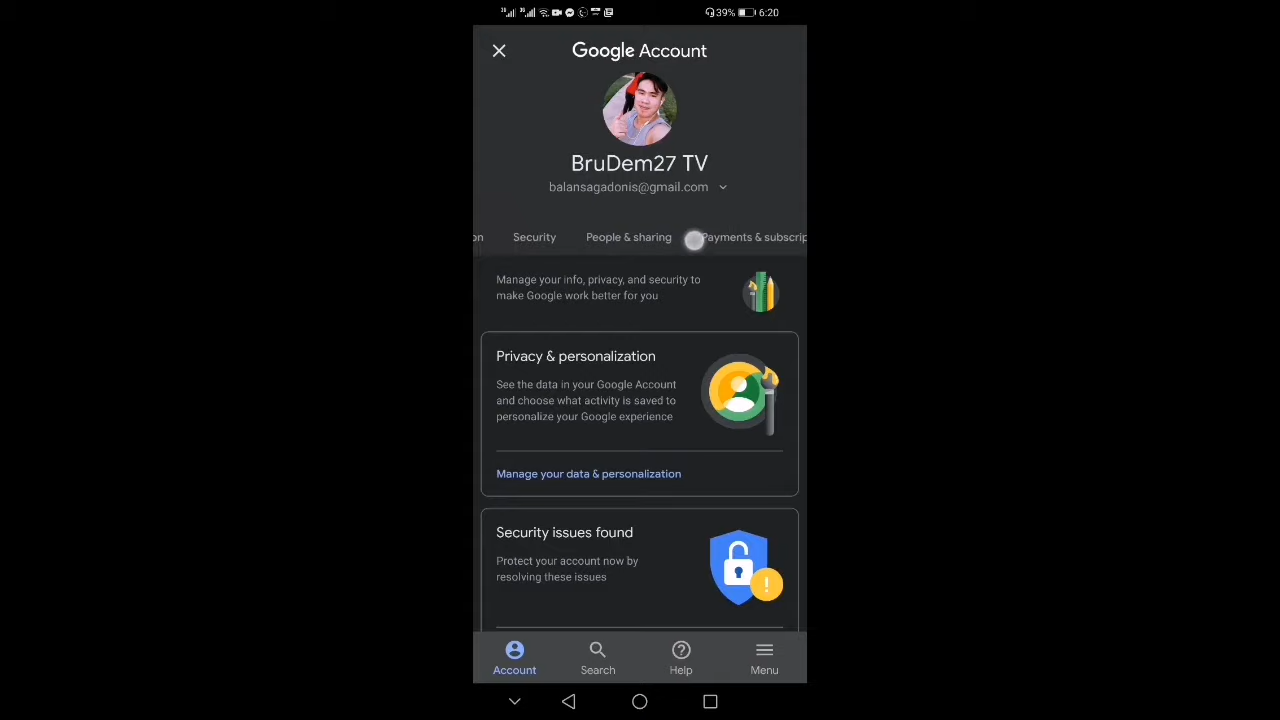 39% 6:20
Google Account
BruDem27 TV
balansagadonis@gmail.com
on Security People & sharing Payments & subscrip
Manage your info, privacy, and security to
make Google work better for you
Privacy & personalization
See the data in your Google Account
and choose what activity is saved to
personalize your Google experience
Manage your data & personalization
Security issues found
Protect your account now by
resolving these issues
Account Search Help Menu